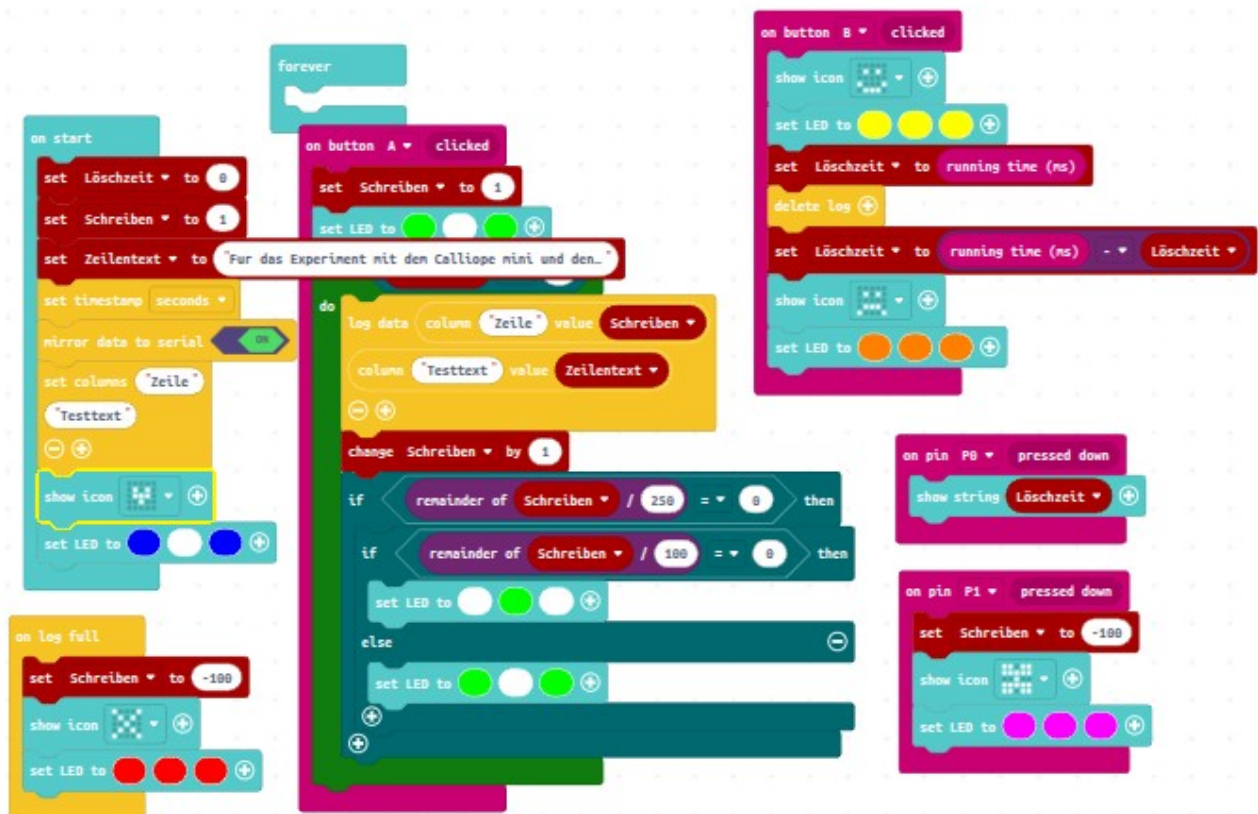 on start
set Löschzeit to 0
set Schreiben to 1
set Zeilentext to "Fur das Experiment mit dem Calliope mini und den…"
set timestamp seconds
mirror data to serial ON
set columns "Zeile"
"Testtext"
show icon
set LED to
on log full
set Schreiben to -100
show icon
set LED to
forever
on button A clicked
set Schreiben to 1
set LED to
do
log data column "Zeile" value Schreiben
column "Testtext" value Zeilentext
change Schreiben by 1
if remainder of Schreiben / 250 = 0 then
if remainder of Schreiben / 100 = 0 then
set LED to
else
set LED to
on button B clicked
show icon
set LED to
set Löschzeit to running time (ms)
delete log
set Löschzeit to running time (ms) - Löschzeit
show icon
set LED to
on pin P0 pressed down
show string Löschzeit
on pin P1 pressed down
set Schreiben to -100
show icon
set LED to